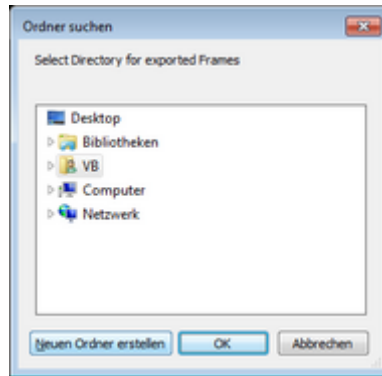 Ordner suchen
Select Directory for exported Frames
Desktop
Bibliotheken
VB
Computer
Netzwerk
Neuen Ordner erstellen OK Abbrechen